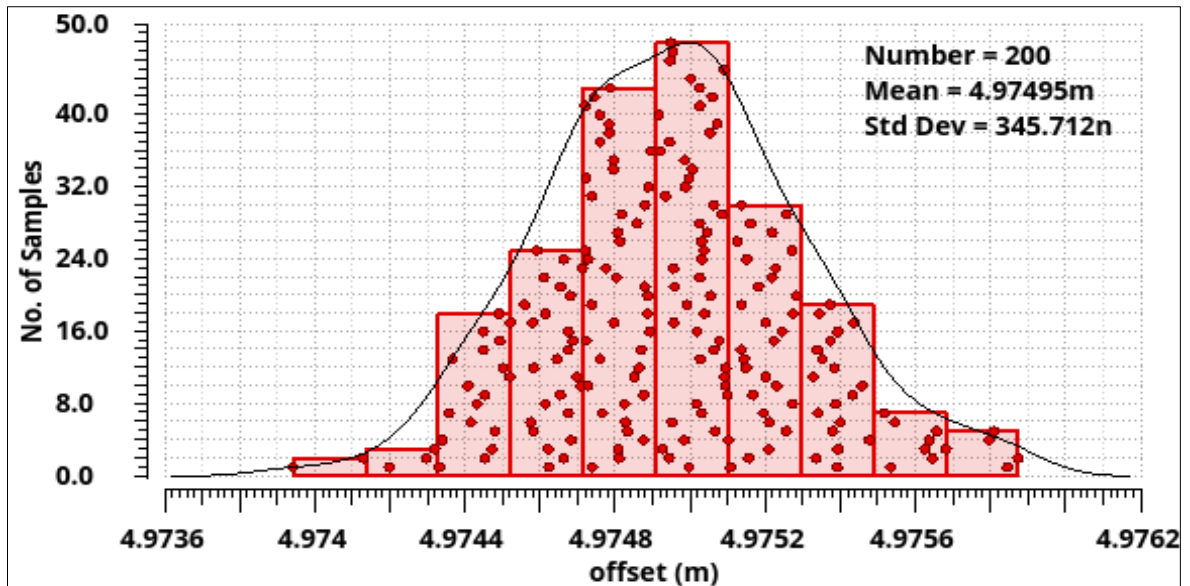 50.0
40.0
32.0
24.0
16.0
8.0
0.0
No. of Samples
Number = 200
Mean = 4.97495m
Std Dev = 345.712n
4.9736 4.974 4.9744 4.9748 4.9752 4.9756 4.9762
offset (m)